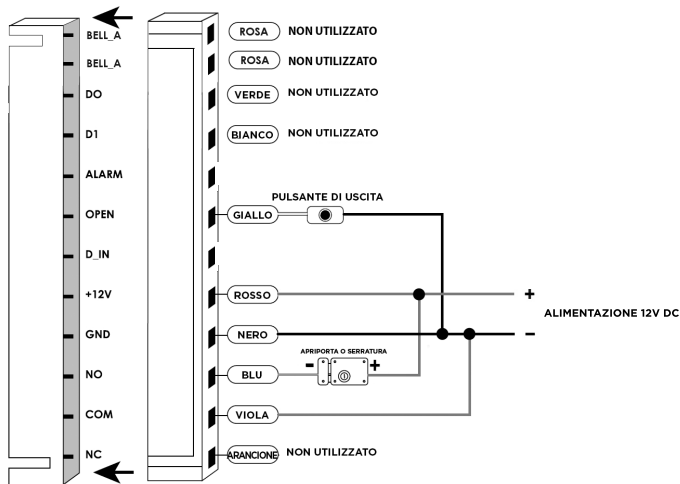 BELL_A
ROSA NON UTILIZZATO
BELL_A
ROSA NON UTILIZZATO
DO
VERDE NON UTILIZZATO
D1
BIANCO NON UTILIZZATO
ALARM
PULSANTE DI USCITA
OPEN
GIALLO
D_IN
+12V
ROSSO
+
ALIMENTAZIONE 12V DC
GND
NERO
-
APRIPORTA O SERRATURA
NO
BLU
- +
COM
VIOLA
NC
ARANCIONE NON UTILIZZATO